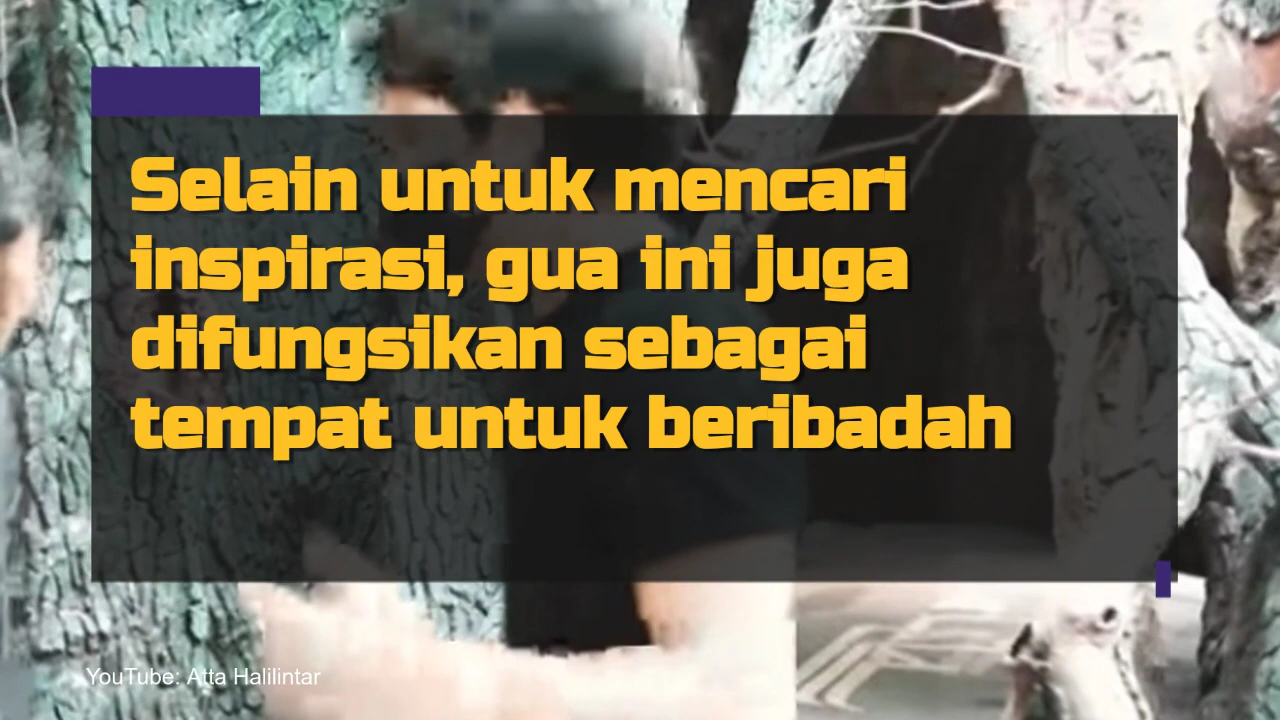 Selain untuk mencari
inspirasi, gua ini juga
difungsikan sebagai
tempat untuk beribadah
YouTube: Atta Halilintar